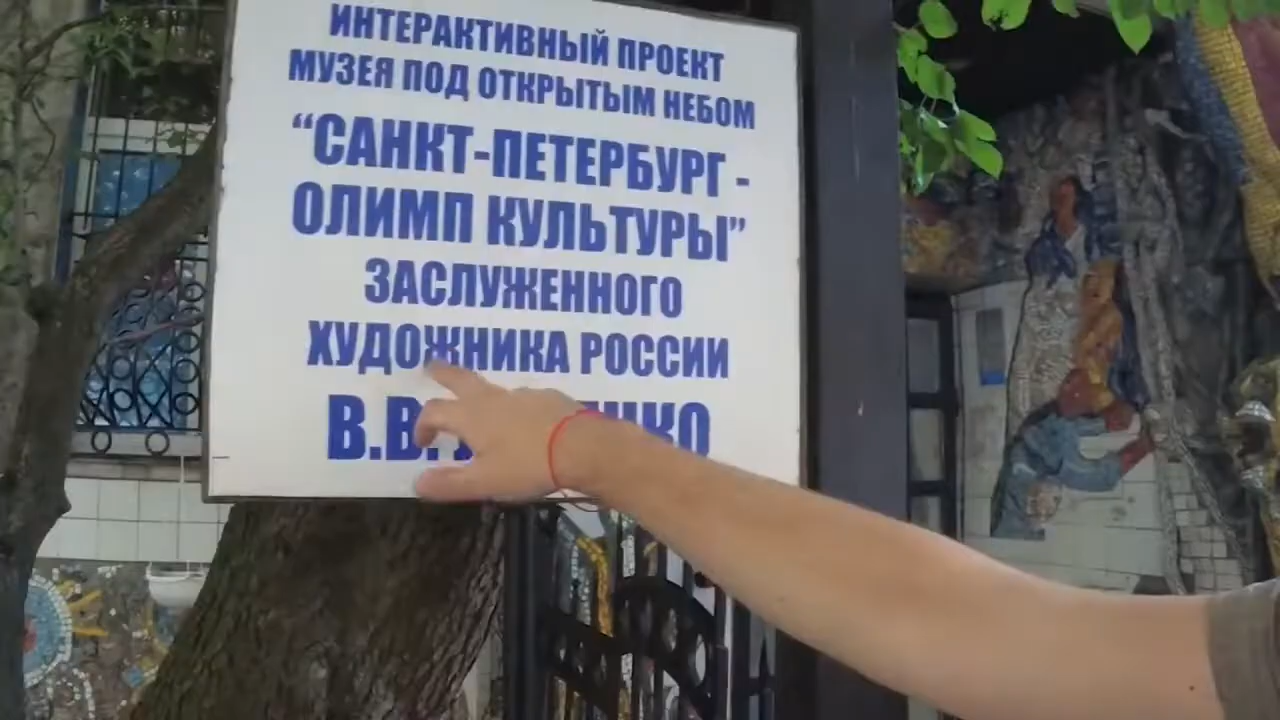 ИНТЕРАКТИВНЫЙ ПРОЕКТ
МУЗЕЯ ПОД ОТКРЫТЫМ НЕБОМ
“САНКТ-ПЕТЕРБУРГ -
ОЛИМП КУЛЬТУРЫ”
ЗАСЛУЖЕННОГО
ХУДОЖНИКА РОССИИ
В.В.